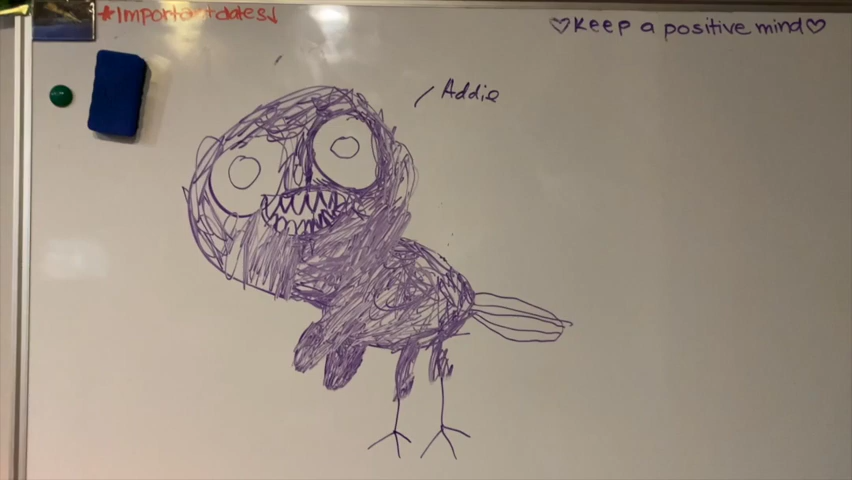 *Important dates↓
♡Keep a positive mind♡
Addie